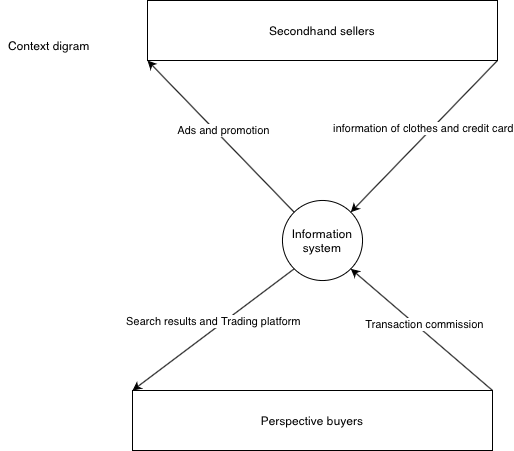 Secondhand sellers
Context digram
Ads and promotion
information of clothes and credit card
Information
system
Search results and Trading platform
Transaction commission
Perspective buyers